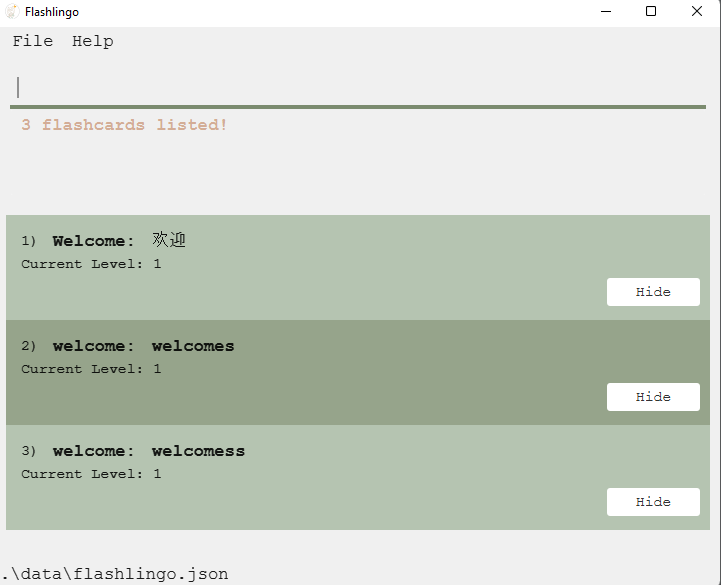 Flashlingo
File Help
3 flashcards listed!
1) Welcome: 欢迎
Current Level: 1
Hide
2) welcome: welcomes
Current Level: 1
Hide
3) welcome: welcomess
Current Level: 1
Hide
.\data\flashlingo.json